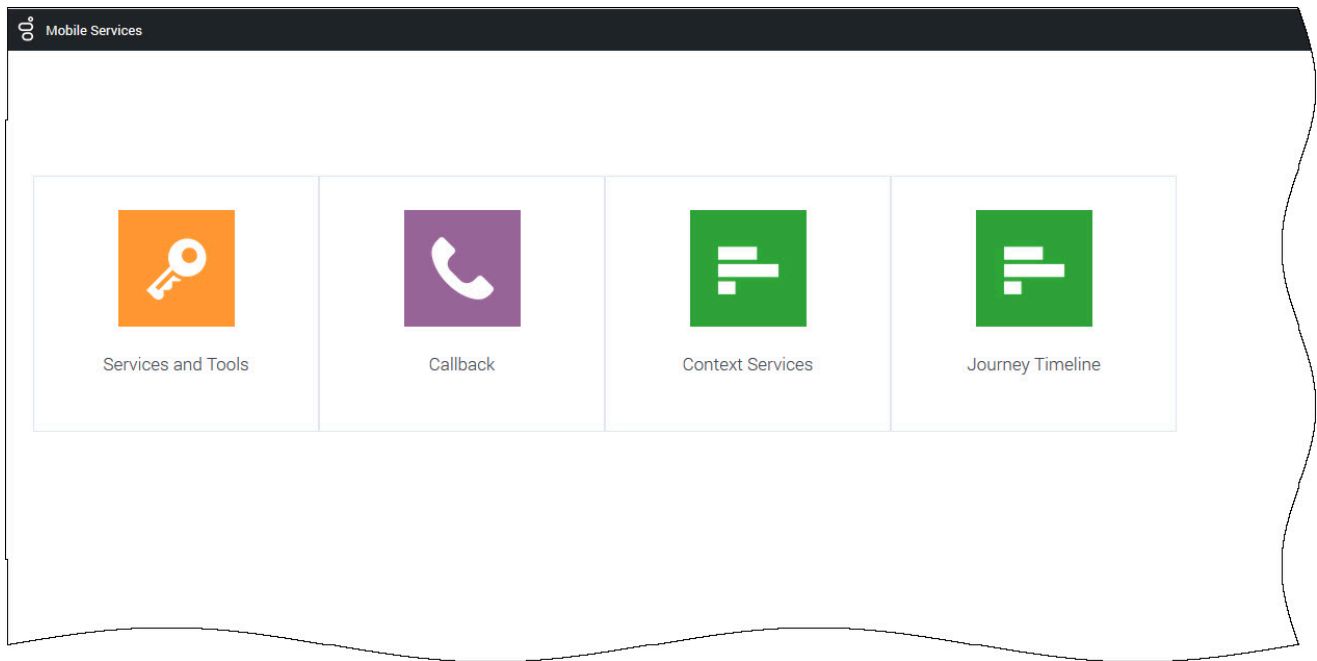 Mobile Services
Services and Tools
Callback
Context Services
Journey Timeline